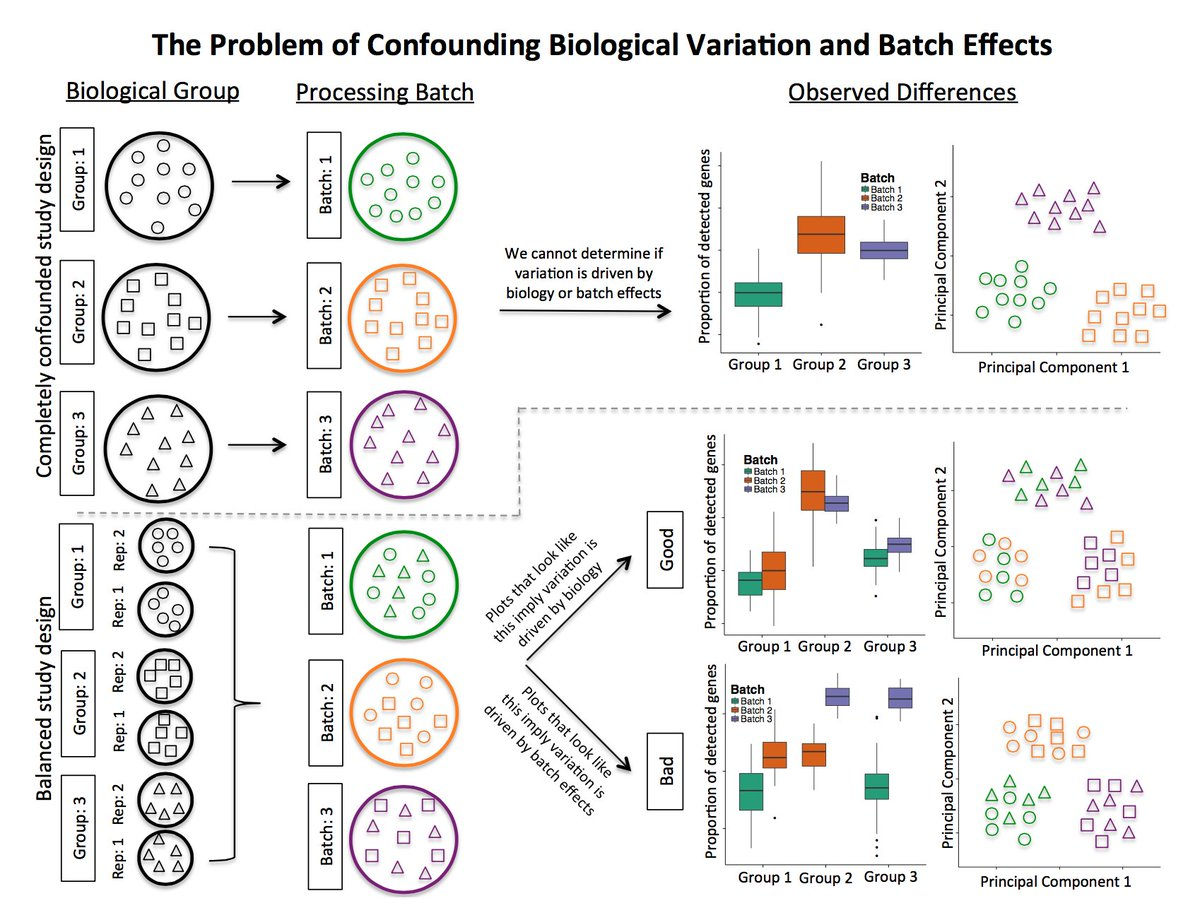 The Problem of Confounding Biological Variation and Batch Effects
Biological Group
Processing Batch
Observed Differences
Completely confounded study design
Group: 1
Batch: 1
Group: 2
Batch: 2
Group: 3
Batch: 3
We cannot determine if
variation is driven by
biology or batch effects
Proportion of detected genes
Batch
Batch 1
Batch 2
Batch 3
Group 1
Group 2
Group 3
Principal Component 2
Principal Component 1
Balanced study design
Group: 1
Rep: 2
Rep: 1
Group: 2
Rep: 2
Rep: 1
Group: 3
Rep: 2
Rep: 1
Batch: 1
Batch: 2
Batch: 3
Plots that look like
this imply variation is
driven by biology
Good
Proportion of detected genes
Batch
Batch 1
Batch 2
Batch 3
Group 1
Group 2
Group 3
Principal Component 2
Principal Component 1
Plots that look like
this imply variation is
driven by batch effects
Bad
Proportion of detected genes
Batch
Batch 1
Batch 2
Batch 3
Group 1
Group 2
Group 3
Principal Component 2
Principal Component 1